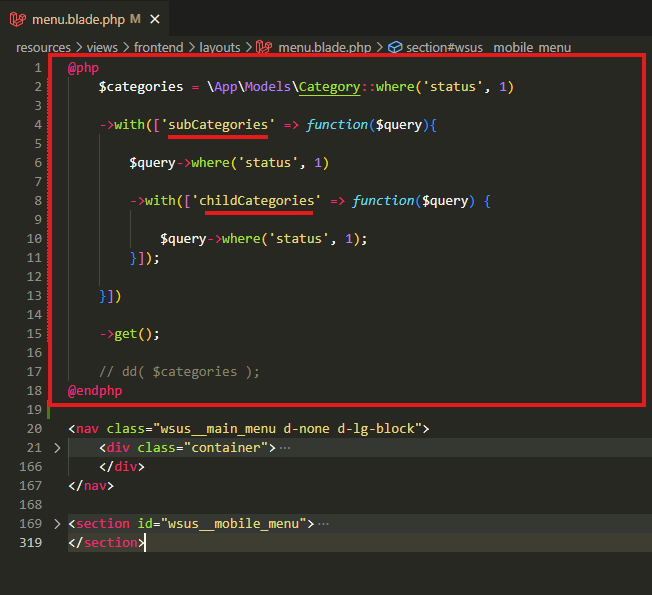 menu.blade.php M ×
resources > views > frontend > layouts > menu.blade.php > section#wsus__mobile_menu
1 @php
2 $categories = \App\Models\Category::where('status', 1)
3
4 ->with(['subCategories' => function($query){
5
6 $query->where('status', 1)
7
8 ->with(['childCategories' => function($query) {
9
10 $query->where('status', 1);
11 }]);
12
13 }])
14
15 ->get();
16
17 // dd( $categories );
18 @endphp
19
20 <nav class="wsus__main_menu d-none d-lg-block">
21 > <div class="container">···
166 </div>
167 </nav>
168
169 > <section id="wsus__mobile_menu">···
319 </section>